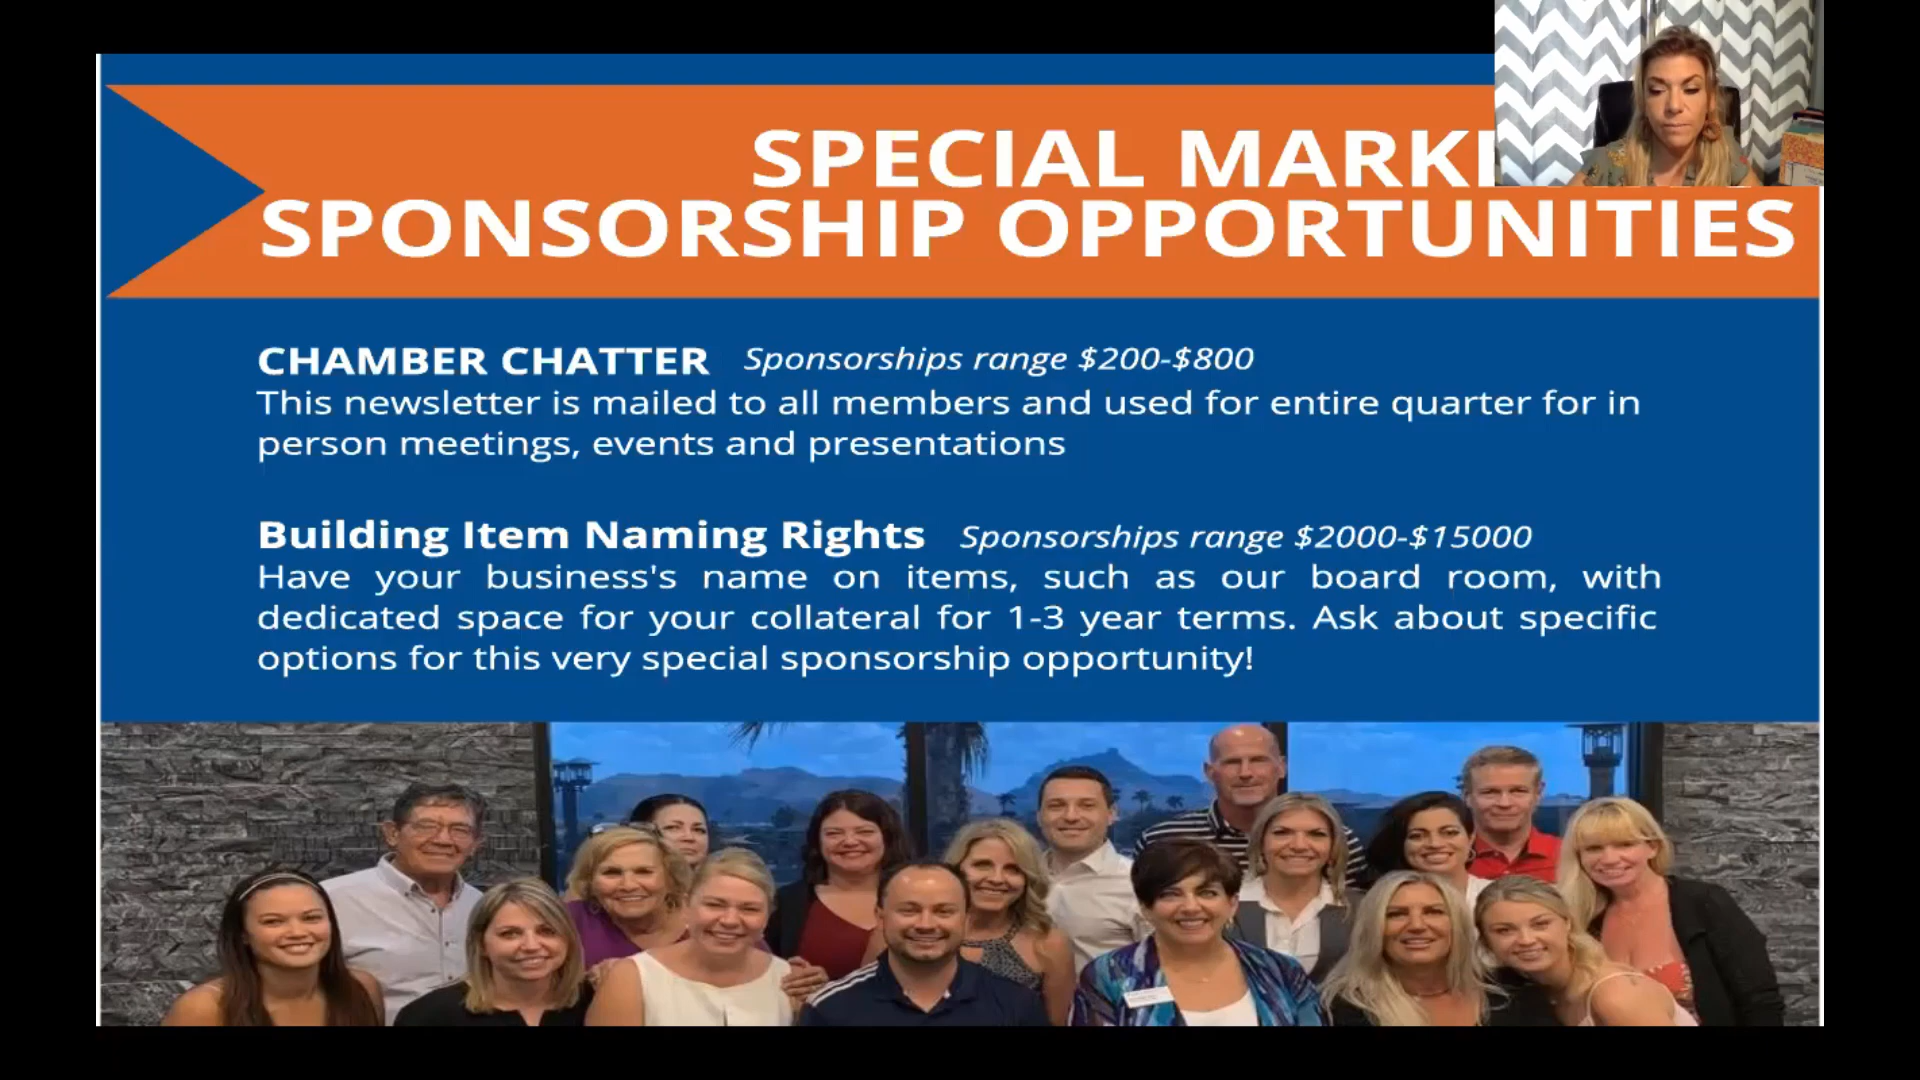 SPECIAL
SPONSORSHIP OPPORTUNITIES
CHAMBER CHATTER Sponsorships range $200-$800
This newsletter is mailed to all members and used for entire quarter for in
person meetings, events and presentations
Building Item Naming Rights Sponsorships range $2000-$15000
Have your business's name on items, such as our board room, with
dedicated space for your collateral for 1-3 year terms. Ask about specific
options for this very special sponsorship opportunity!